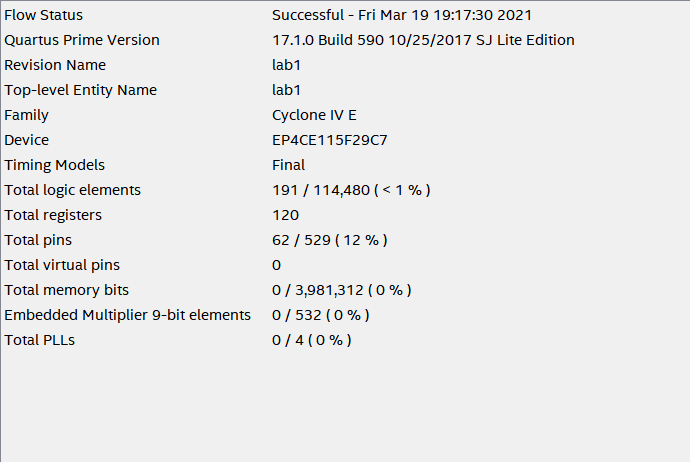 Flow Status Successful - Fri Mar 19 19:17:30 2021
Quartus Prime Version 17.1.0 Build 590 10/25/2017 SJ Lite Edition
Revision Name lab1
Top-level Entity Name lab1
Family Cyclone IV E
Device EP4CE115F29C7
Timing Models Final
Total logic elements 191 / 114,480 ( < 1 % )
Total registers 120
Total pins 62 / 529 ( 12 % )
Total virtual pins 0
Total memory bits 0 / 3,981,312 ( 0 % )
Embedded Multiplier 9-bit elements 0 / 532 ( 0 % )
Total PLLs 0 / 4 ( 0 % )